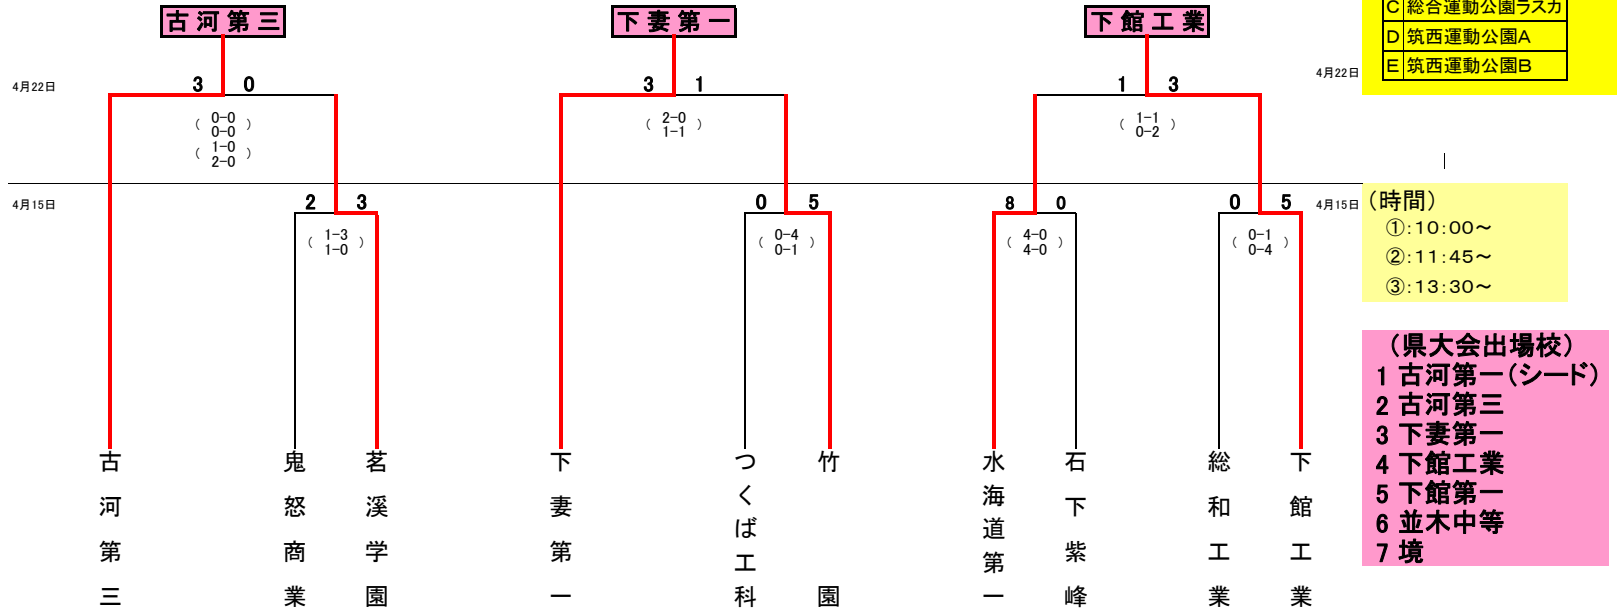 古河第三
下妻第一
下館工業
C 総合運動公園ラスカ
D 筑西運動公園A
E 筑西運動公園B
4月22日
3 0
3 1
1 3
4月22日
( 0-0 )
0-0
( 1-0 )
2-0
( 2-0 )
1-1
( 1-1 )
0-2
4月15日
2 3
0 5
8 0
0 5
4月15日
( 1-3 )
1-0
( 0-4 )
0-1
( 4-0 )
4-0
( 0-1 )
0-4
(時間)
①:10:00~
②:11:45~
③:13:30~
(県大会出場校)
1 古河第一(シード)
2 古河第三
3 下妻第一
4 下館工業
5 下館第一
6 並木中等
7 境
古河第三
鬼怒商業
茗溪学園
下妻第一
つくば工科
竹園
水海道第一
石下紫峰
総和工業
下館工業